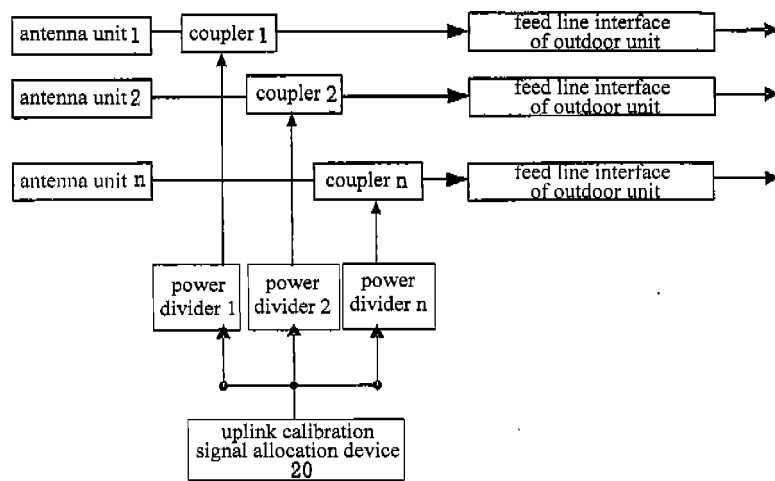 antenna unit 1
coupler 1
feed line interface
of outdoor unit
antenna unit 2
coupler 2
feed line interface
of outdoor unit
antenna unit n
coupler n
feed line interface
of outdoor unit
power
divider 1
power
divider 2
power
divider n
uplink calibration
signal allocation device
20